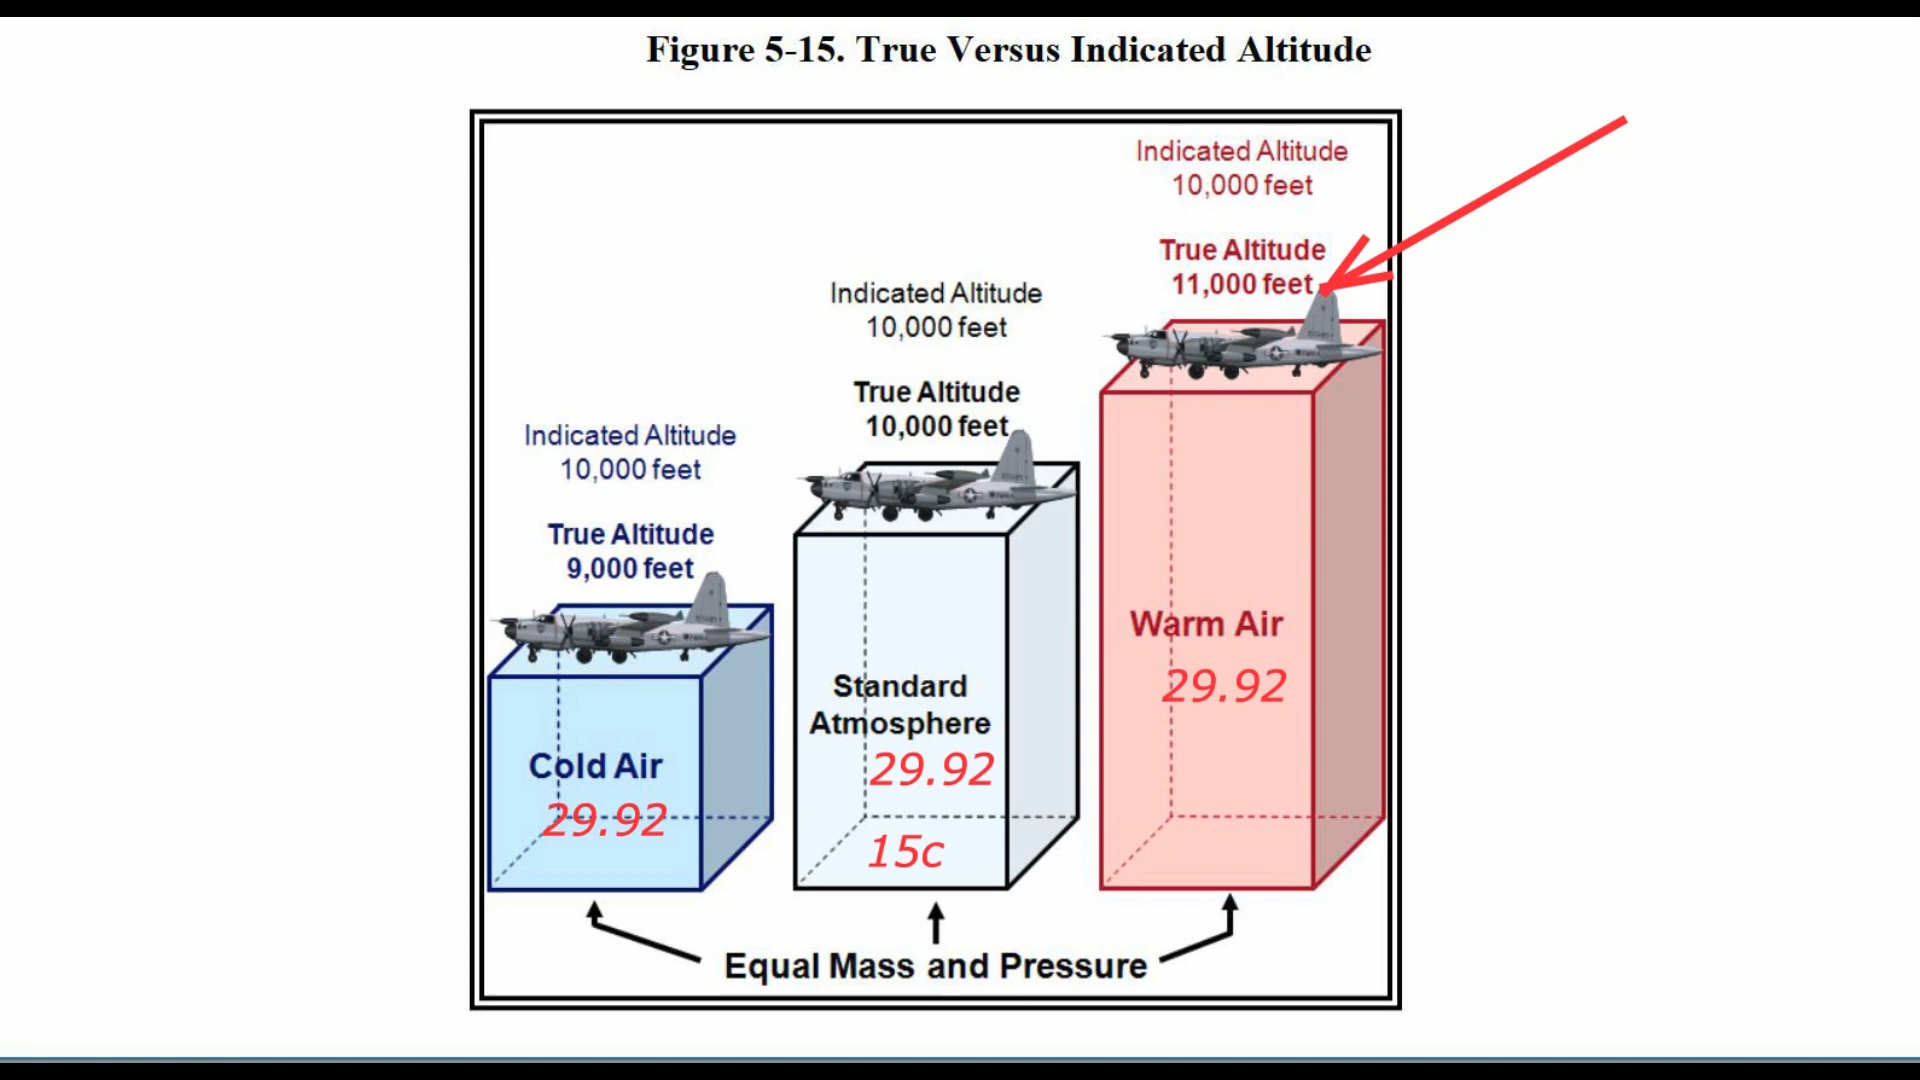 Figure 5-15. True Versus Indicated Altitude
Indicated Altitude
10,000 feet
True Altitude
9,000 feet
Cold Air
29.92
Indicated Altitude
10,000 feet
True Altitude
10,000 feet
Standard
Atmosphere
29.92
15c
Indicated Altitude
10,000 feet
True Altitude
11,000 feet
Warm Air
29.92
Equal Mass and Pressure